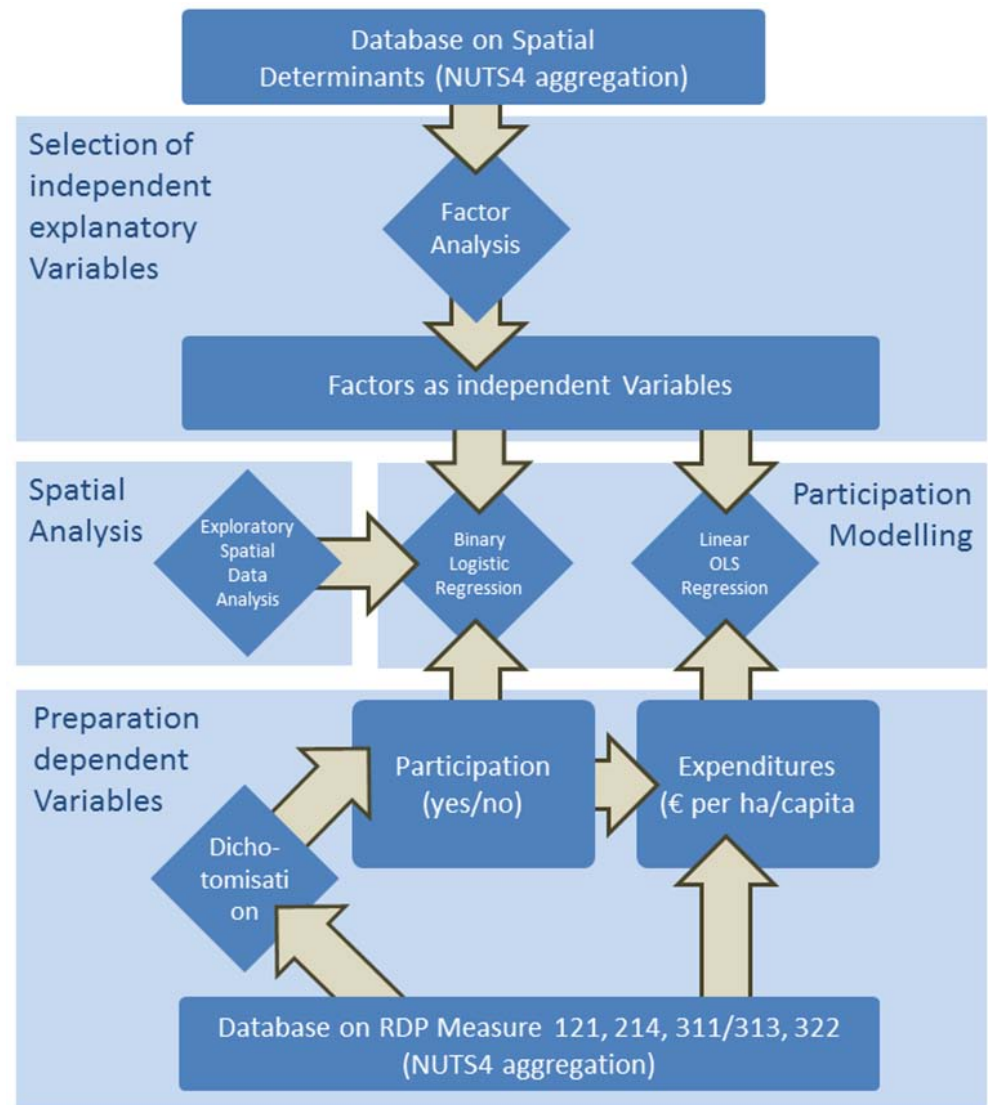 Database on Spatial
Determinants (NUTS4 aggregation)
Selection of
independent
explanatory
Variables
Factor
Analysis
Factors as independent Variables
Spatial
Analysis
Exploratory
Spatial
Data
Analysis
Binary
Logistic
Regression
Linear
OLS
Regression
Participation
Modelling
Preparation
dependent
Variables
Participation
(yes/no)
Expenditures
(€ per ha/capita
Dicho-
tomisati
on
Database on RDP Measure 121, 214, 311/313, 322
(NUTS4 aggregation)